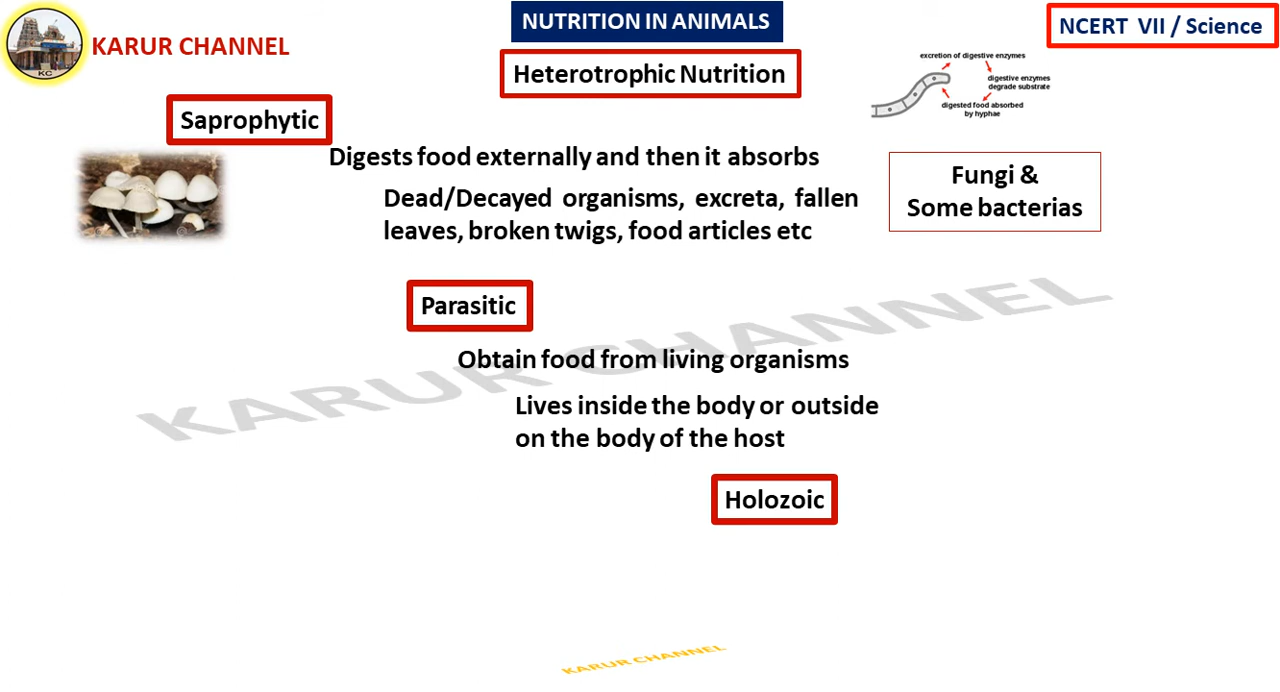 KC
KARUR CHANNEL
NUTRITION IN ANIMALS
NCERT VII / Science
Heterotrophic Nutrition
excretion of digestive enzymes
digestive enzymes
degrade substrate
digested food absorbed
by hyphae
Saprophytic
Digests food externally and then it absorbs
Dead/Decayed organisms, excreta, fallen
leaves, broken twigs, food articles etc
Fungi &
Some bacterias
Parasitic
Obtain food from living organisms
Lives inside the body or outside
on the body of the host
Holozoic
KARUR CHANNEL
KARUR CHANNEL